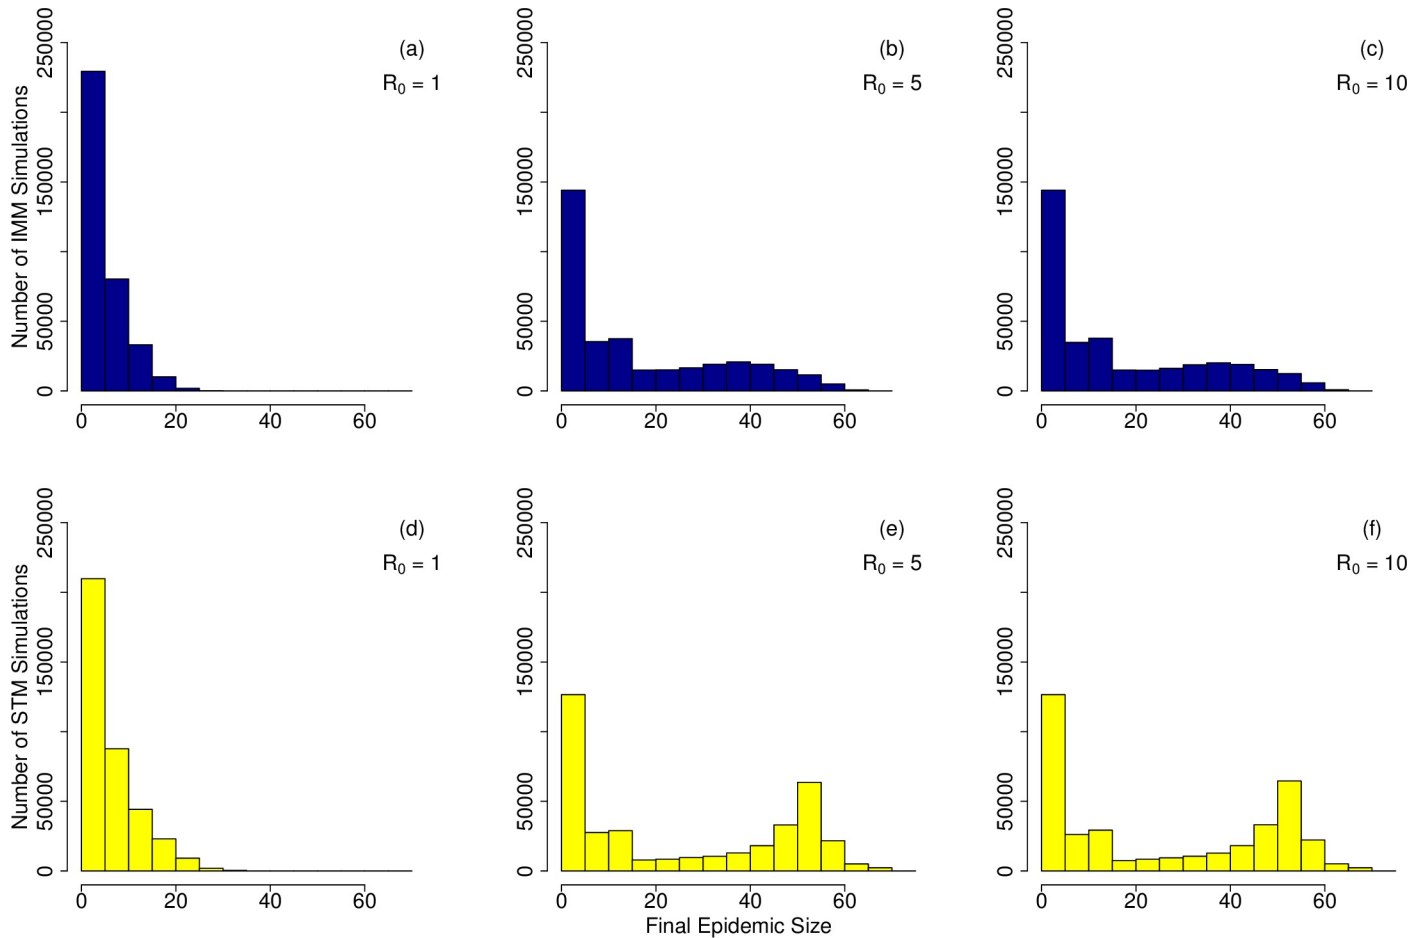 (a)
R₀ = 1
Number of IMM Simulations
0 50000 150000 250000
0 20 40 60
(b)
R₀ = 5
0 50000 150000 250000
0 20 40 60
(c)
R₀ = 10
0 50000 150000 250000
0 20 40 60
(d)
R₀ = 1
Number of STM Simulations
0 50000 150000 250000
0 20 40 60
(e)
R₀ = 5
0 50000 150000 250000
0 20 40 60
Final Epidemic Size
(f)
R₀ = 10
0 50000 150000 250000
0 20 40 60